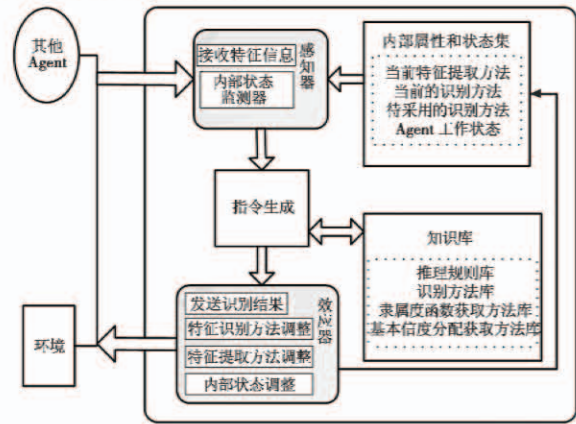 其他
Agent
接收特征信息
内部状态
监测器
感知器
内部属性和状态集
当前特征提取方法
当前的识别方法
待采用的识别方法
Agent 工作状态
指令生成
知识库
推理规则库
识别方法库
隶属度函数获取方法库
基本信度分配获取方法库
环境
发送识别结果
特征识别方法调整
特征提取方法调整
内部状态调整
效应器